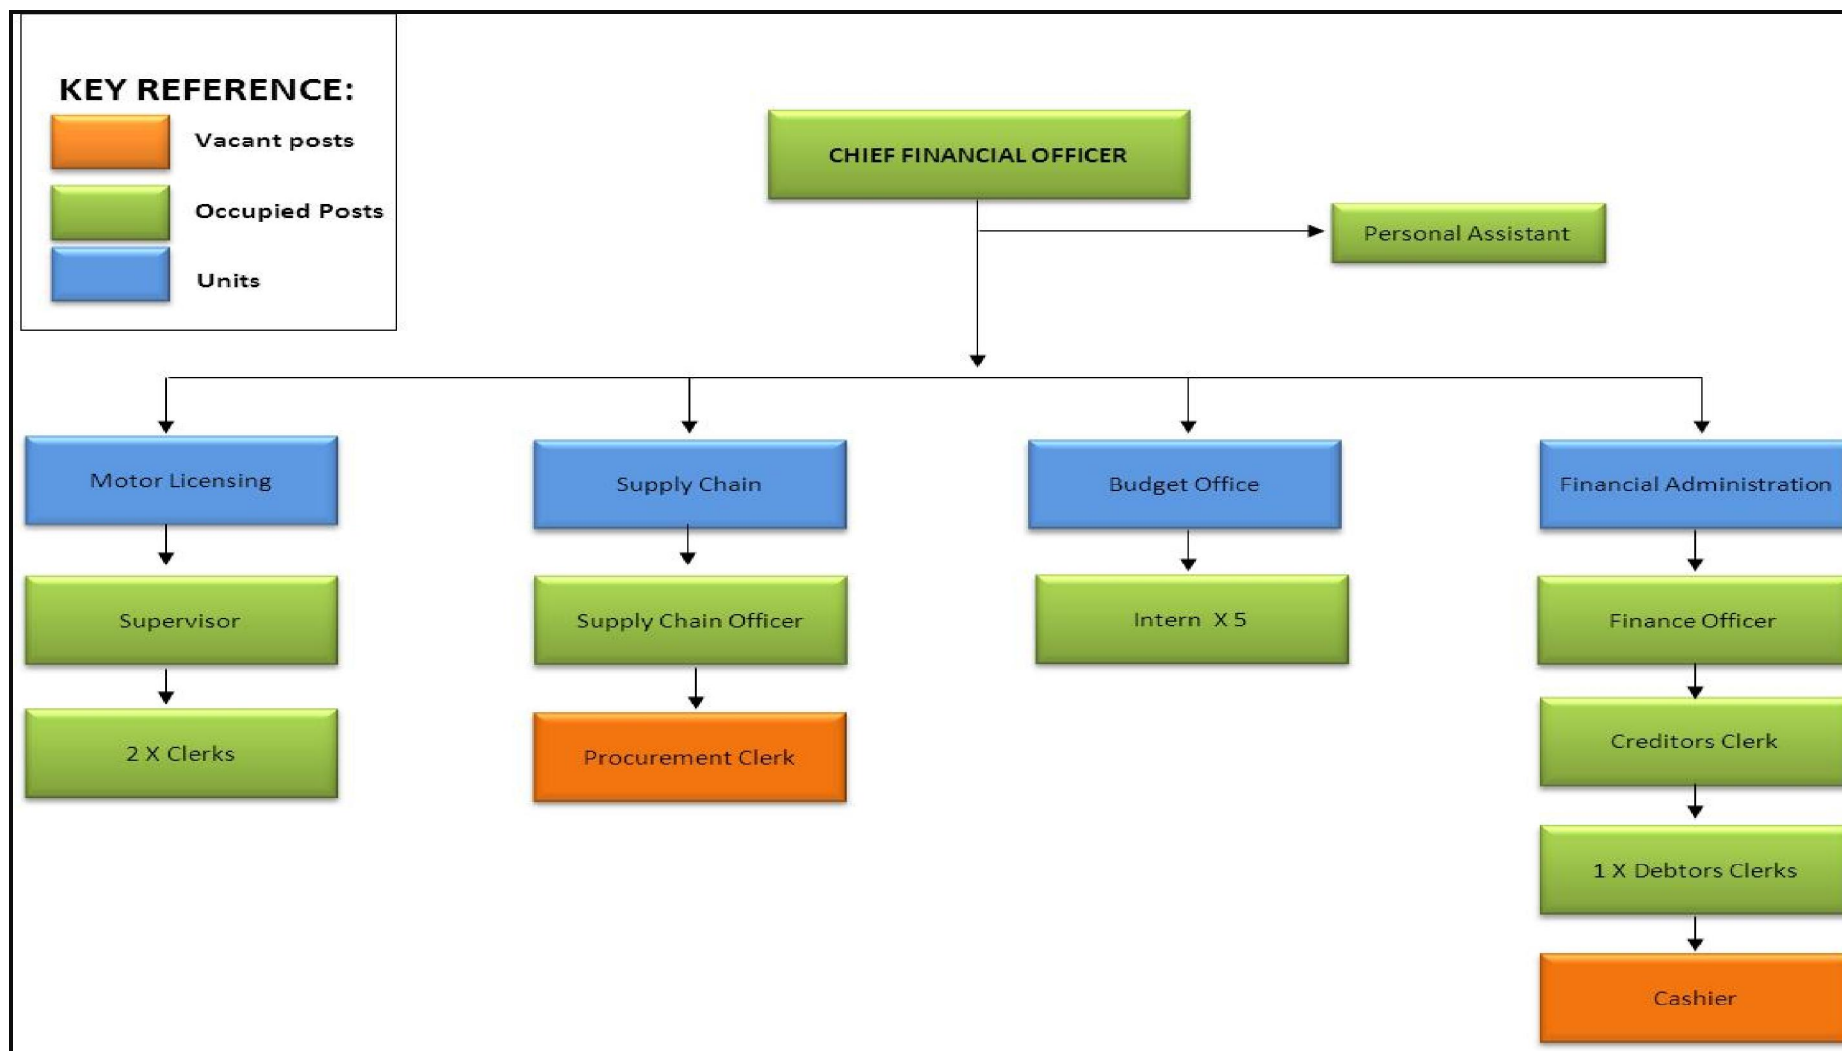 KEY REFERENCE:
Vacant posts
Occupied Posts
Units
CHIEF FINANCIAL OFFICER
Personal Assistant
Motor Licensing
Supply Chain
Budget Office
Financial Administration
Supervisor
Supply Chain Officer
Intern X 5
Finance Officer
2 X Clerks
Procurement Clerk
Creditors Clerk
1 X Debtors Clerks
Cashier